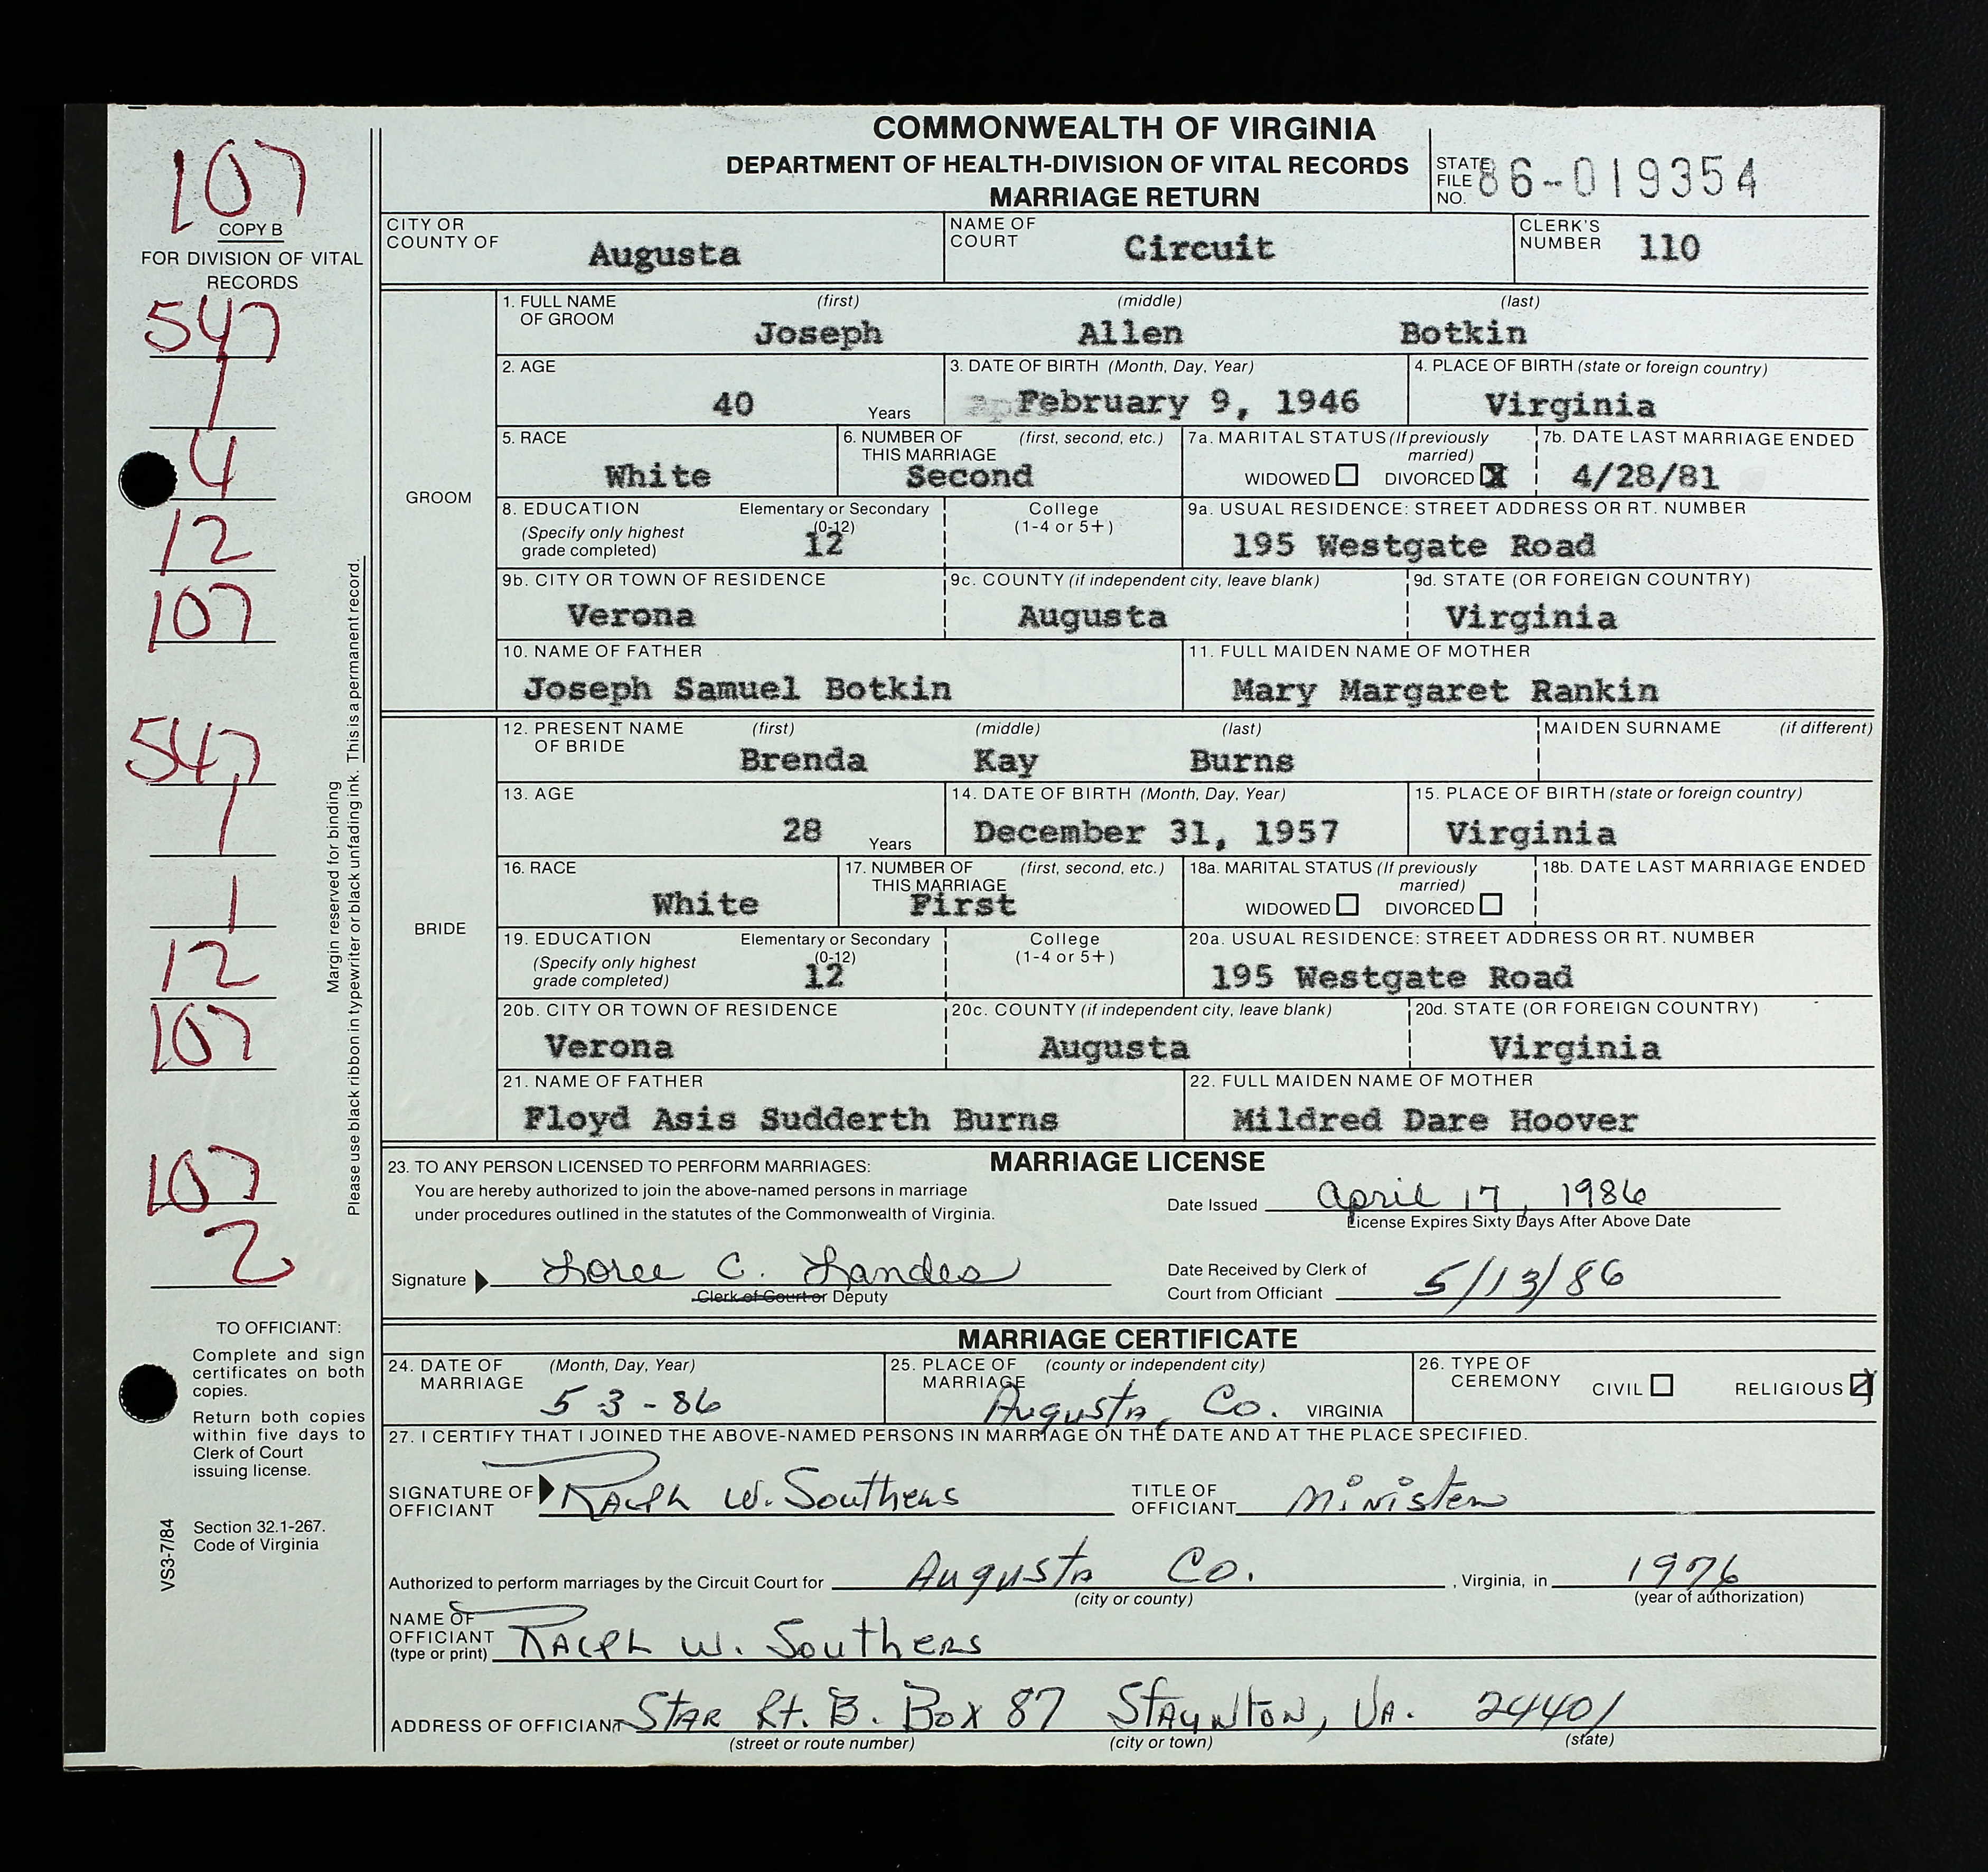 COMMONWEALTH OF VIRGINIA
DEPARTMENT OF HEALTH-DIVISION OF VITAL RECORDS
MARRIAGE RETURN
STATE FILE NO. 86-019354
107
COPY B
FOR DIVISION OF VITAL
RECORDS
547
1
4
12
107
547
1
1
12
107
107
2
Margin reserved for binding
Please use black ribbon in typewriter or black unfading ink. This is a permanent record.
TO OFFICIANT:
Complete and sign
certificates on both
copies.
Return both copies
within five days to
Clerk of Court
issuing license.
Section 32.1-267.
Code of Virginia
VS3-7/84
CITY OR COUNTY OF Augusta NAME OF COURT Circuit CLERK'S NUMBER 110
GROOM
1. FULL NAME OF GROOM (first) (middle) (last)
Joseph Allen Botkin
2. AGE 3. DATE OF BIRTH (Month, Day, Year) 4. PLACE OF BIRTH (state or foreign country)
40 Years February 9, 1946 Virginia
5. RACE 6. NUMBER OF THIS MARRIAGE (first, second, etc.) 7a. MARITAL STATUS (If previously married) 7b. DATE LAST MARRIAGE ENDED
White Second WIDOWED DIVORCED X 4/28/81
8. EDUCATION (Specify only highest grade completed) Elementary or Secondary (0-12) College (1-4 or 5+) 9a. USUAL RESIDENCE: STREET ADDRESS OR RT. NUMBER
12 195 Westgate Road
9b. CITY OR TOWN OF RESIDENCE 9c. COUNTY (if independent city, leave blank) 9d. STATE (OR FOREIGN COUNTRY)
Verona Augusta Virginia
10. NAME OF FATHER 11. FULL MAIDEN NAME OF MOTHER
Joseph Samuel Botkin Mary Margaret Rankin
BRIDE
12. PRESENT NAME OF BRIDE (first) (middle) (last) MAIDEN SURNAME (if different)
Brenda Kay Burns
13. AGE 14. DATE OF BIRTH (Month, Day, Year) 15. PLACE OF BIRTH (state or foreign country)
28 Years December 31, 1957 Virginia
16. RACE 17. NUMBER OF THIS MARRIAGE (first, second, etc.) 18a. MARITAL STATUS (If previously married) 18b. DATE LAST MARRIAGE ENDED
White First WIDOWED DIVORCED
19. EDUCATION (Specify only highest grade completed) Elementary or Secondary (0-12) College (1-4 or 5+) 20a. USUAL RESIDENCE: STREET ADDRESS OR RT. NUMBER
12 195 Westgate Road
20b. CITY OR TOWN OF RESIDENCE 20c. COUNTY (if independent city, leave blank) 20d. STATE (OR FOREIGN COUNTRY)
Verona Augusta Virginia
21. NAME OF FATHER 22. FULL MAIDEN NAME OF MOTHER
Floyd Asis Sudderth Burns Mildred Dare Hoover
MARRIAGE LICENSE
23. TO ANY PERSON LICENSED TO PERFORM MARRIAGES:
You are hereby authorized to join the above-named persons in marriage
under procedures outlined in the statutes of the Commonwealth of Virginia.
Date Issued April 17, 1986
License Expires Sixty Days After Above Date
Signature Loree C. Landes
Clerk of Court or Deputy
Date Received by Clerk of
Court from Officiant 5/13/86
MARRIAGE CERTIFICATE
24. DATE OF MARRIAGE (Month, Day, Year) 25. PLACE OF MARRIAGE (county or independent city) 26. TYPE OF CEREMONY CIVIL RELIGIOUS X
5 3 - 86 Augusta, Co. VIRGINIA
27. I CERTIFY THAT I JOINED THE ABOVE-NAMED PERSONS IN MARRIAGE ON THE DATE AND AT THE PLACE SPECIFIED.
SIGNATURE OF OFFICIANT Ralph W. Southers TITLE OF OFFICIANT Minister
Authorized to perform marriages by the Circuit Court for Augusta Co. , Virginia, in 1976
(city or county) (year of authorization)
NAME OF OFFICIANT (type or print) Ralph W. Southers
ADDRESS OF OFFICIANT Star Rt. B. Box 87 Staunton, Va. 24401
(street or route number) (city or town) (state)